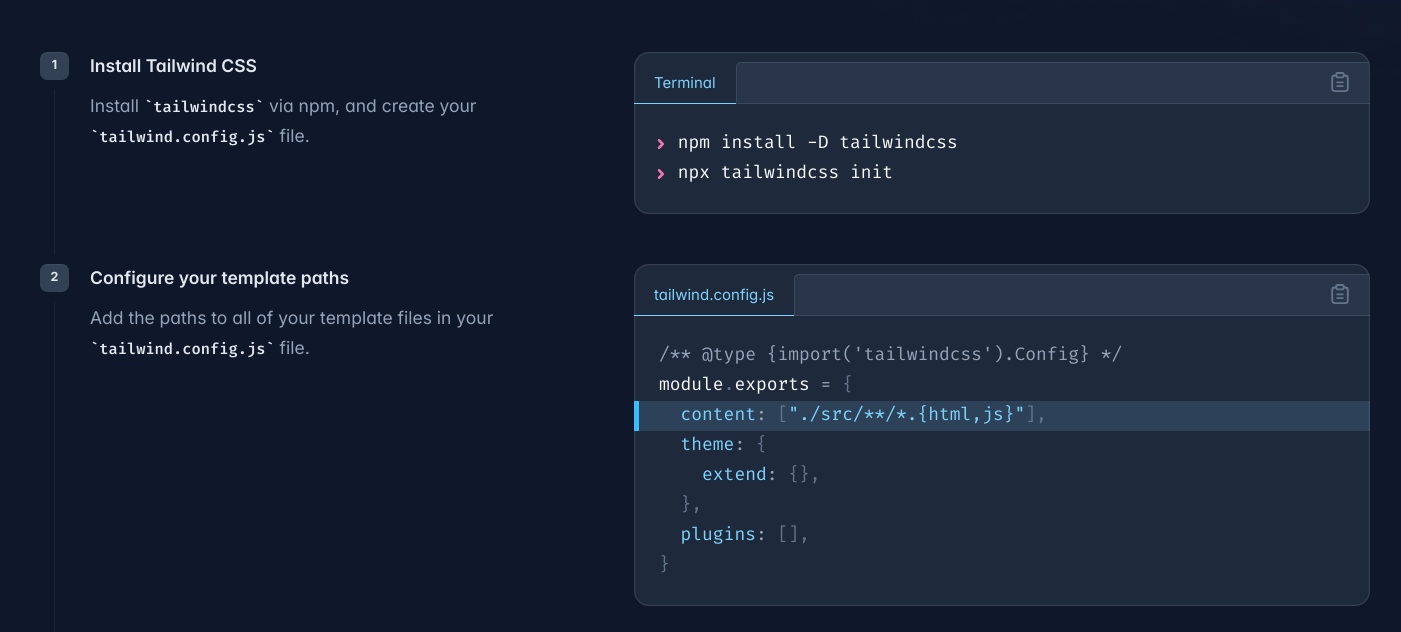 1
Install Tailwind CSS
Install `tailwindcss` via npm, and create your
`tailwind.config.js` file.
Terminal
› npm install -D tailwindcss
› npx tailwindcss init
2
Configure your template paths
Add the paths to all of your template files in your
`tailwind.config.js` file.
tailwind.config.js
/** @type {import('tailwindcss').Config} */
module.exports = {
  content: ["./src/**/*.{html,js}"],
  theme: {
    extend: {},
  },
  plugins: [],
}